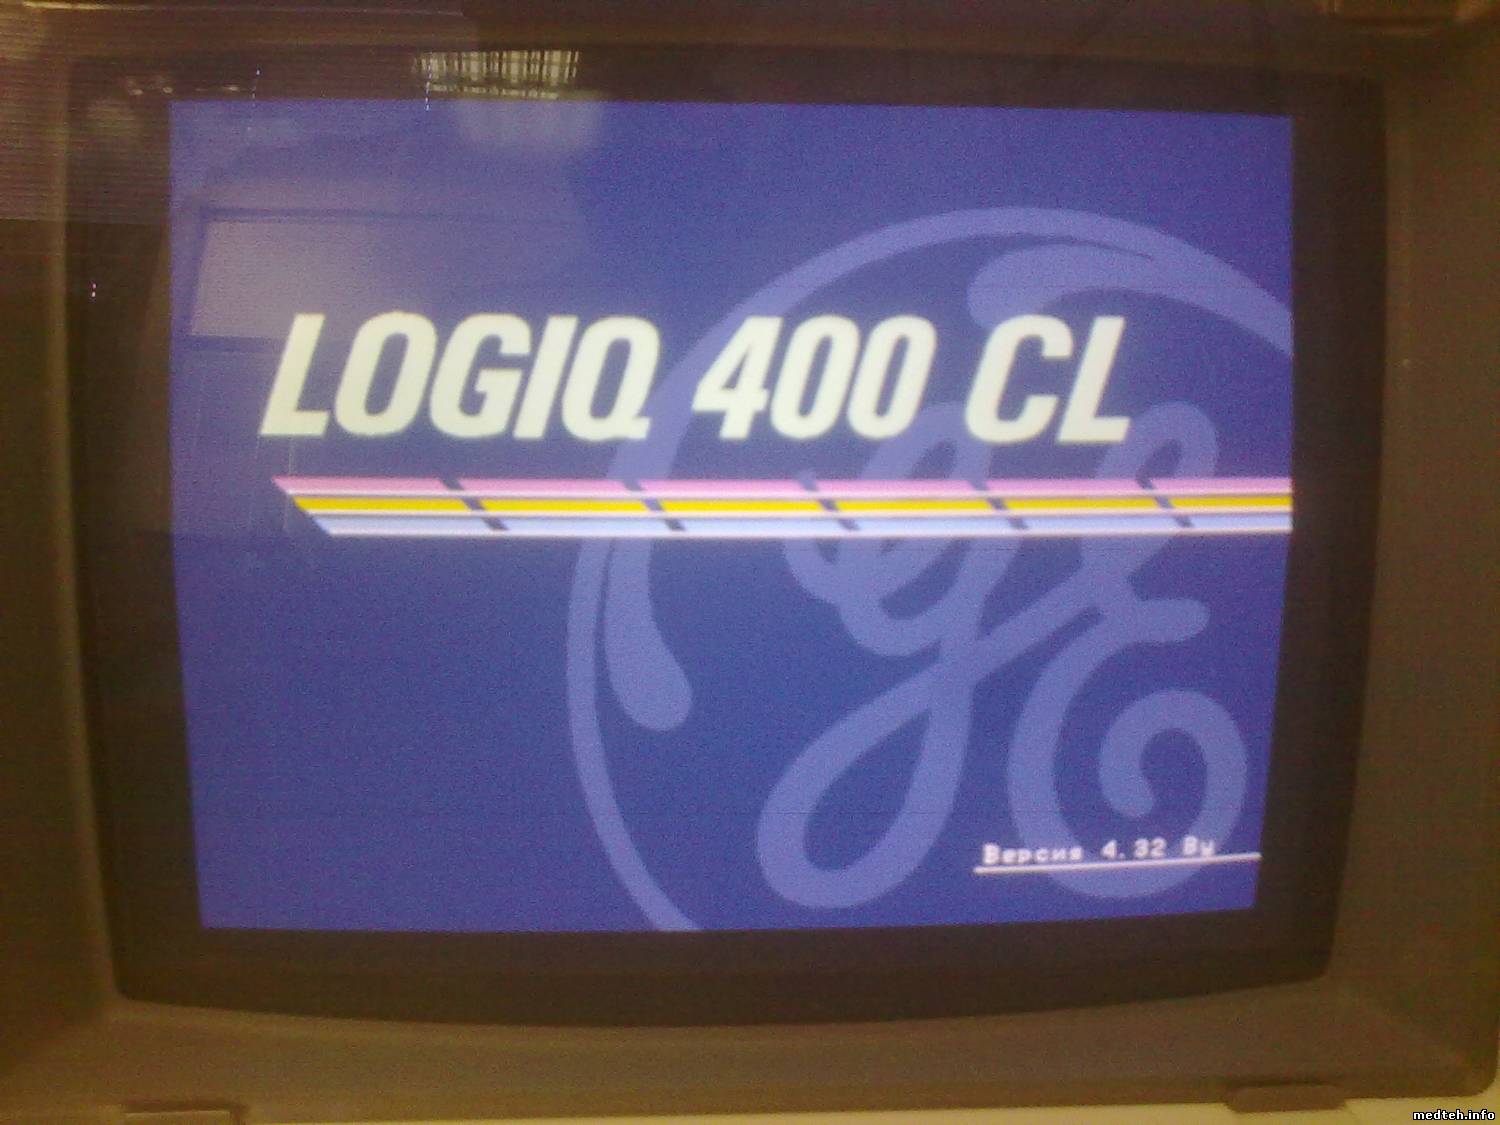 LOGIQ 400 CL
Версия 4.32 Ву
medteh.info